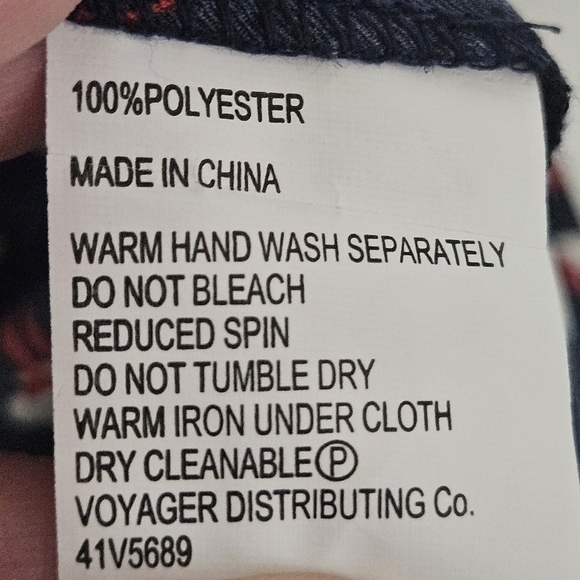 100%POLYESTER
MADE IN CHINA
WARM HAND WASH SEPARATELY
DO NOT BLEACH
REDUCED SPIN
DO NOT TUMBLE DRY
WARM IRON UNDER CLOTH
DRY CLEANABLE Ⓟ
VOYAGER DISTRIBUTING Co.
41V5689